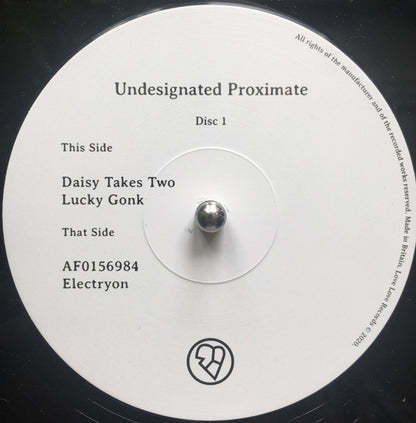 Undesignated Proximate
Disc 1
This Side
Daisy Takes Two
Lucky Gonk
That Side
AF0156984
Electryon
All rights of the manufacturer and of the recorded works reserved. Made in Britain. Love Love Records © 2020.